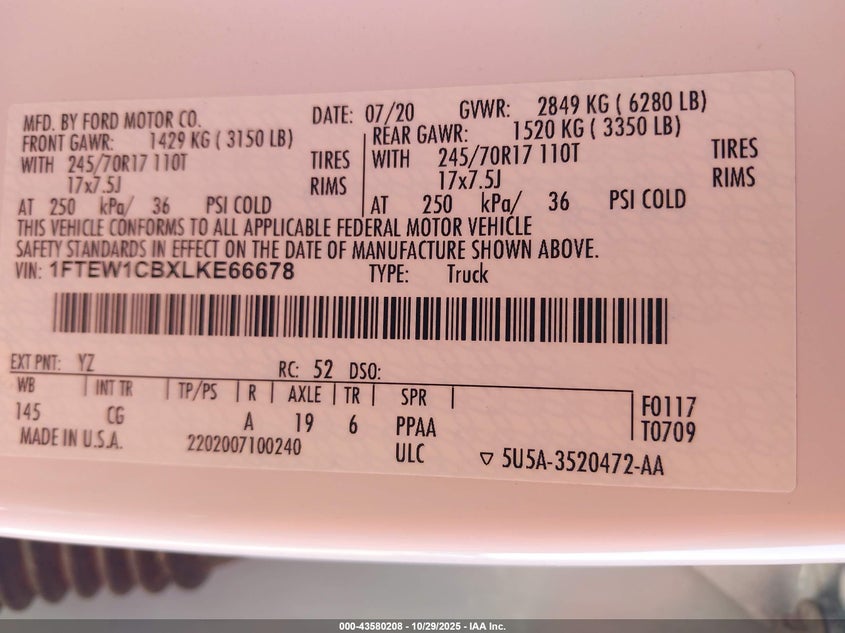 MFD. BY FORD MOTOR CO. DATE: 07/20 GVWR: 2849 KG ( 6280 LB)
FRONT GAWR: 1429 KG ( 3150 LB) REAR GAWR: 1520 KG ( 3350 LB)
WITH 245/70R17 110T TIRES WITH 245/70R17 110T TIRES
17x7.5J RIMS 17x7.5J RIMS
AT 250 kPa/ 36 PSI COLD AT 250 kPa/ 36 PSI COLD
THIS VEHICLE CONFORMS TO ALL APPLICABLE FEDERAL MOTOR VEHICLE
SAFETY STANDARDS IN EFFECT ON THE DATE OF MANUFACTURE SHOWN ABOVE.
VIN: 1FTEW1CBXLKE66678 TYPE: Truck
EXT PNT: YZ RC: 52 DSO:
WB INT TR TP/PS R AXLE TR SPR F0117
145 CG A 19 6 PPAA T0709
MADE IN U.S.A. 2202007100240 ULC ▽ 5U5A-3520472-AA
000-43580208 - 10/29/2025 - IAA Inc.